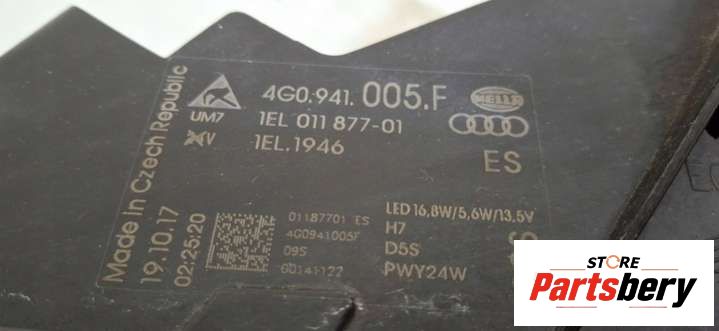 Made in Czech Republic
19.10.17
02:25:20
UM7
4G0.941.005.F
HELLA
1EL 011 877-01
1EL.1946
ES
01187701 ES
4G0941005F
09S
LED 16,8W/5,6W/13,5V
H7
D5S
PWY24W
STORE
Partsbery